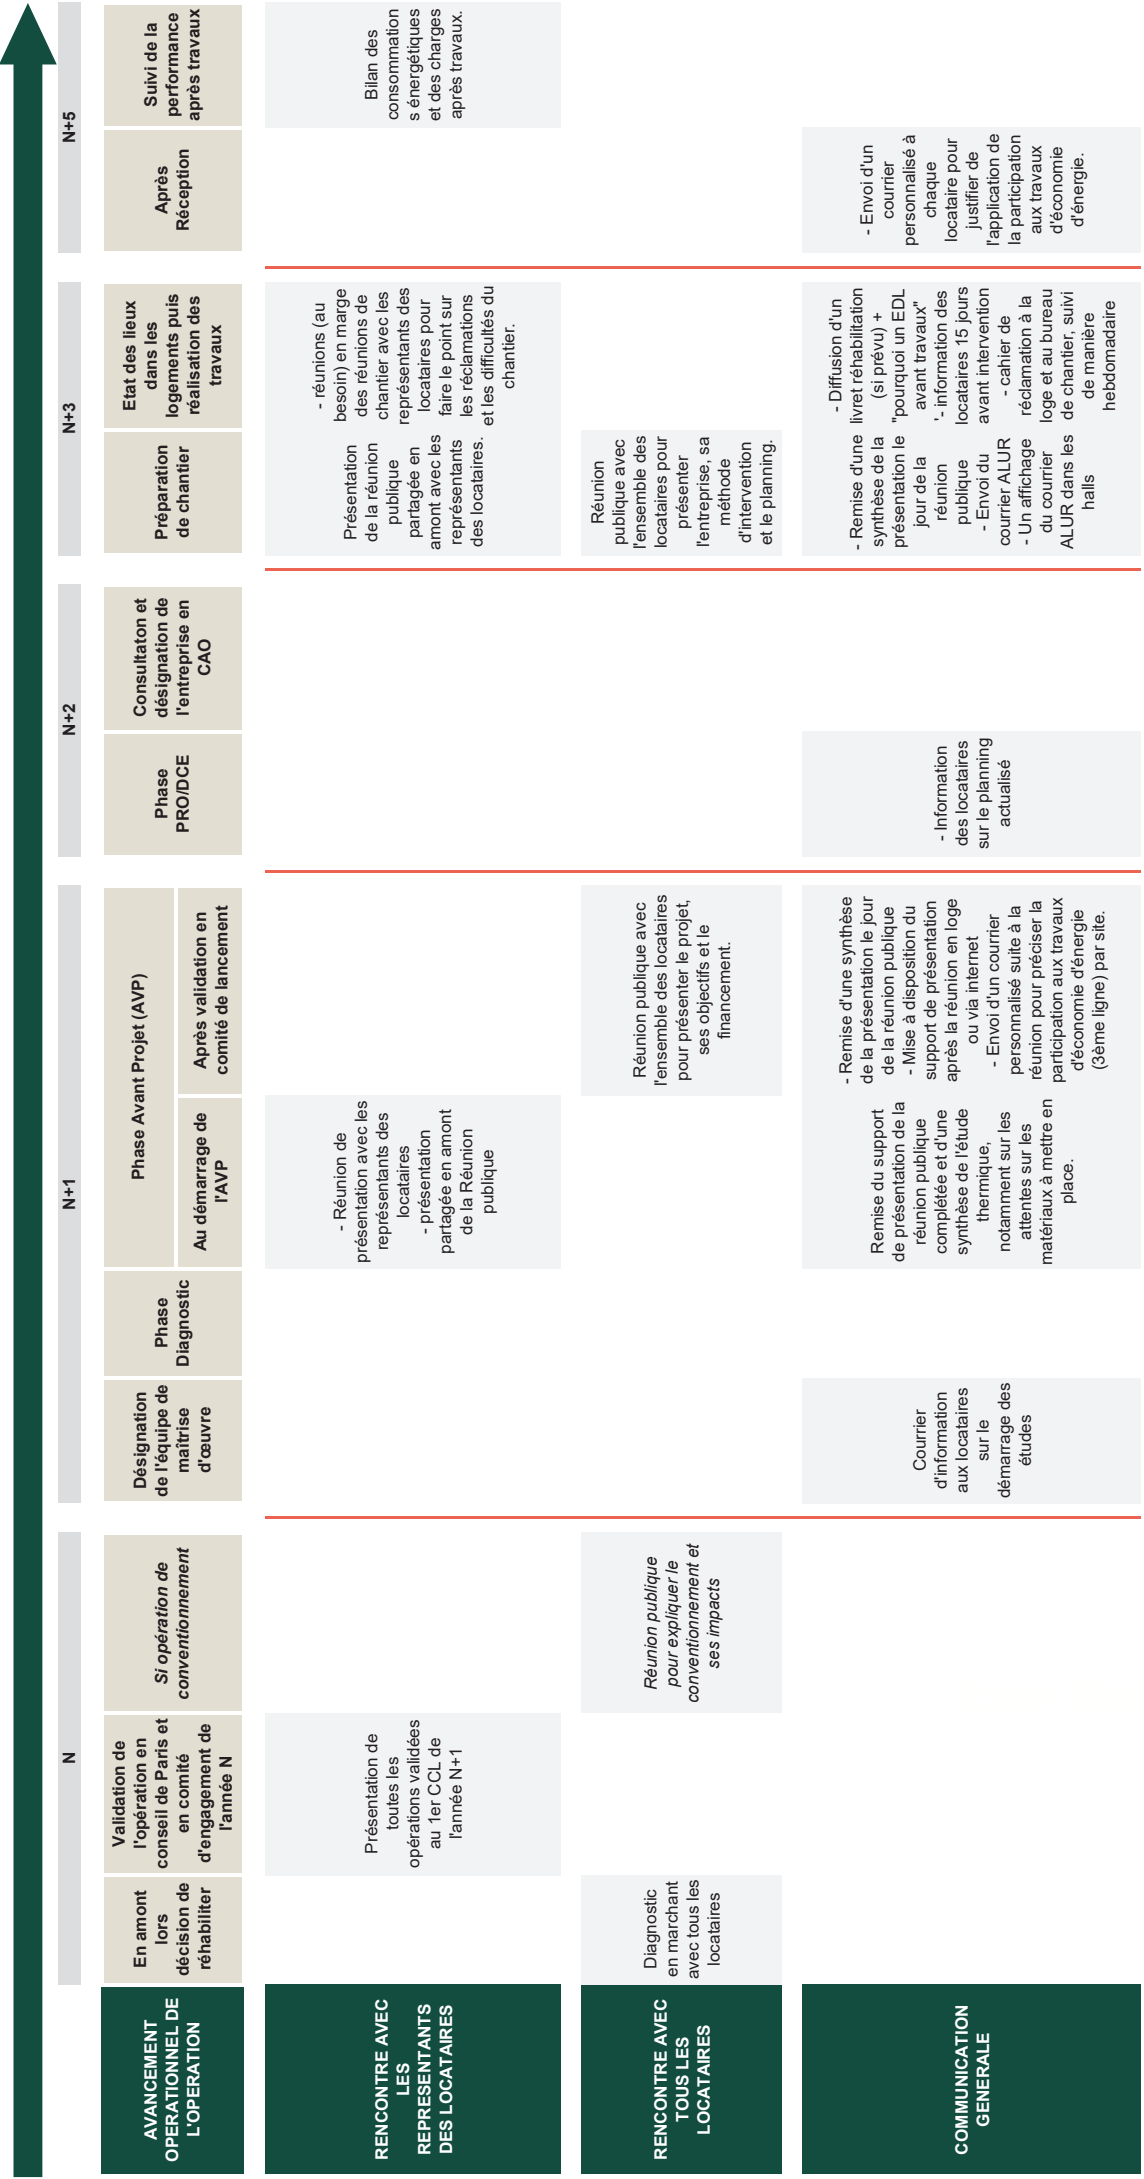 N
N+1
N+2
N+3
N+5
AVANCEMENT
OPERATIONNEL DE
L'OPERATION
En amont
lors
décision de
réhabiliter
Validation de
l'opération en
conseil de Paris et
en comité
d'engagement de
l'année N
Si opération de
conventionnement
Désignation
de l'équipe de
maîtrise
d'œuvre
Phase
Diagnostic
Phase Avant Projet (AVP)
Au démarrage de
l'AVP
Après validation en
comité de lancement
Phase
PRO/DCE
Consultaton et
désignation de
l'entreprise en
CAO
Préparation
de chantier
Etat des lieux
dans les
logements puis
réalisation des
travaux
Après
Réception
Suivi de la
performance
après travaux
RENCONTRE AVEC
LES
REPRESENTANTS
DES LOCATAIRES
Présentation de
toutes les
opérations validées
au 1er CCL de
l'année N+1
- Réunion de
présentation avec les
représentants des
locataires
- présentation
partagée en amont
de la Réunion
publique
Présentation
de la réunion
publique
partagée en
amont avec les
représentants
des locataires.
- réunions (au
besoin) en marge
des réunions de
chantier avec les
représentants des
locataires pour
faire le point sur
les réclamations
et les difficultés du
chantier.
Bilan des
consommation
s énergétiques
et des charges
après travaux.
RENCONTRE AVEC
TOUS LES
LOCATAIRES
Diagnostic
en marchant
avec tous les
locataires
Réunion publique
pour expliquer le
conventionnement et
ses impacts
Réunion publique avec
l'ensemble des locataires
pour présenter le projet,
ses objectifs et le
financement.
Réunion
publique avec
l'ensemble des
locataires pour
présenter
l'entreprise, sa
méthode
d'intervention
et le planning.
COMMUNICATION
GENERALE
Courrier
d'information
aux locataires
sur le
démarrage des
études
Remise du support
de présentation de la
réunion publique
complétée et d'une
synthèse de l'étude
thermique,
notamment sur les
attentes sur les
matériaux à mettre en
place.
- Remise d'une synthèse
de la présentation le jour
de la réunion publique
- Mise à disposition du
support de présentation
après la réunion en loge
ou via internet
- Envoi d'un courrier
personnalisé suite à la
réunion pour préciser la
participation aux travaux
d'économie d'énergie
(3ème ligne) par site.
- Information
des locataires
sur le planning
actualisé
- Remise d'une
synthèse de la
présentation le
jour de la
réunion
publique
- Envoi du
courrier ALUR
- Un affichage
du courrier
ALUR dans les
halls
- Diffusion d'un
livret réhabilitation
(si prévu) +
"pourquoi un EDL
avant travaux"
'- information des
locataires 15 jours
avant intervention
- cahier de
réclamation à la
loge et au bureau
de chantier, suivi
de manière
hebdomadaire
- Envoi d'un
courrier
personnalisé à
chaque
locataire pour
justifier de
l'application de
la participation
aux travaux
d'économie
d'énergie.